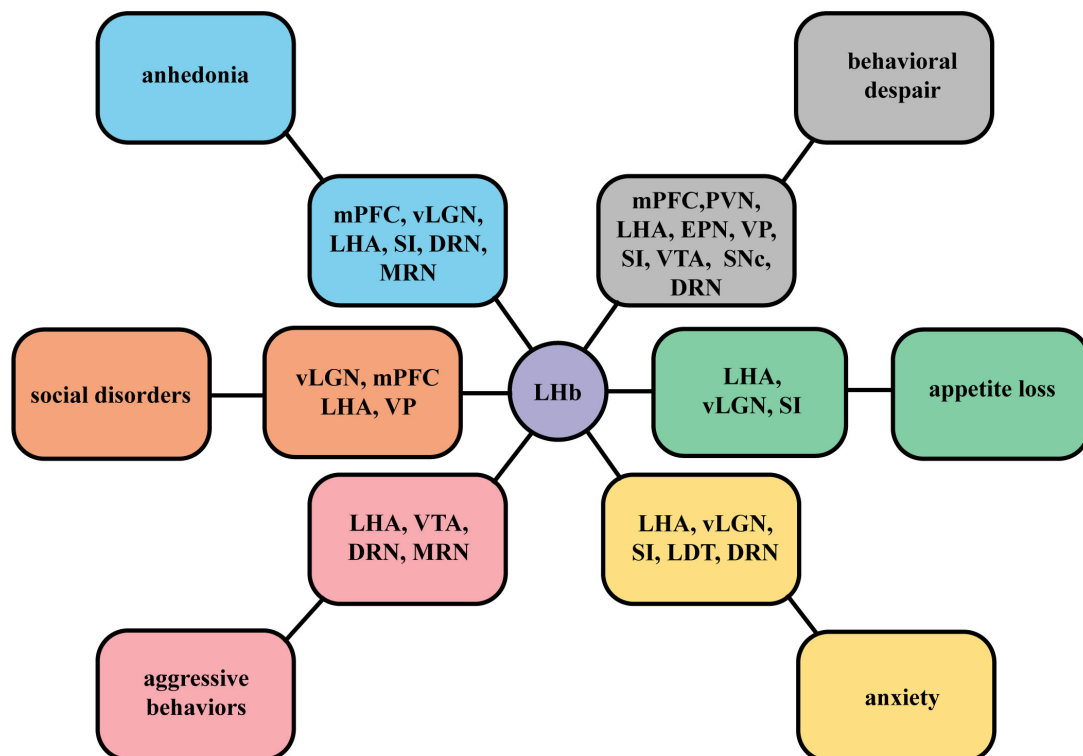 anhedonia
behavioral
despair
mPFC, vLGN,
LHA, SI, DRN,
MRN
mPFC,PVN,
LHA, EPN, VP,
SI, VTA, SNc,
DRN
social disorders
vLGN, mPFC
LHA, VP
LHb
LHA,
vLGN, SI
appetite loss
LHA, VTA,
DRN, MRN
LHA, vLGN,
SI, LDT, DRN
aggressive
behaviors
anxiety